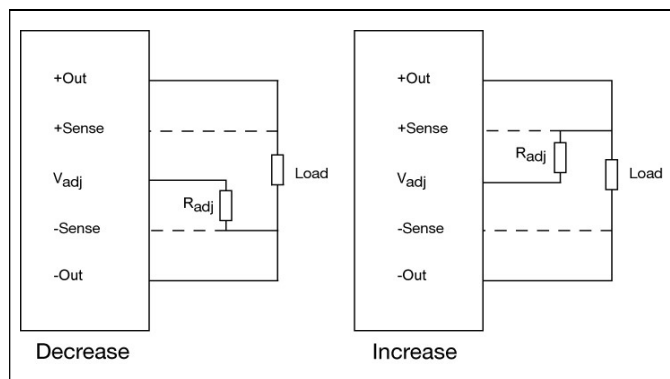 +Out
+Sense
Vadj
Radj
Load
-Sense
-Out
Decrease
+Out
+Sense
Radj
Vadj
Load
-Sense
-Out
Increase